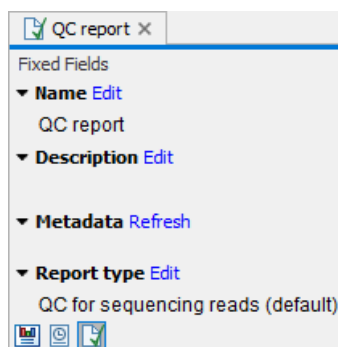 QC report
Fixed Fields
Name Edit
QC report
Description Edit
Metadata Refresh
Report type Edit
QC for sequencing reads (default)